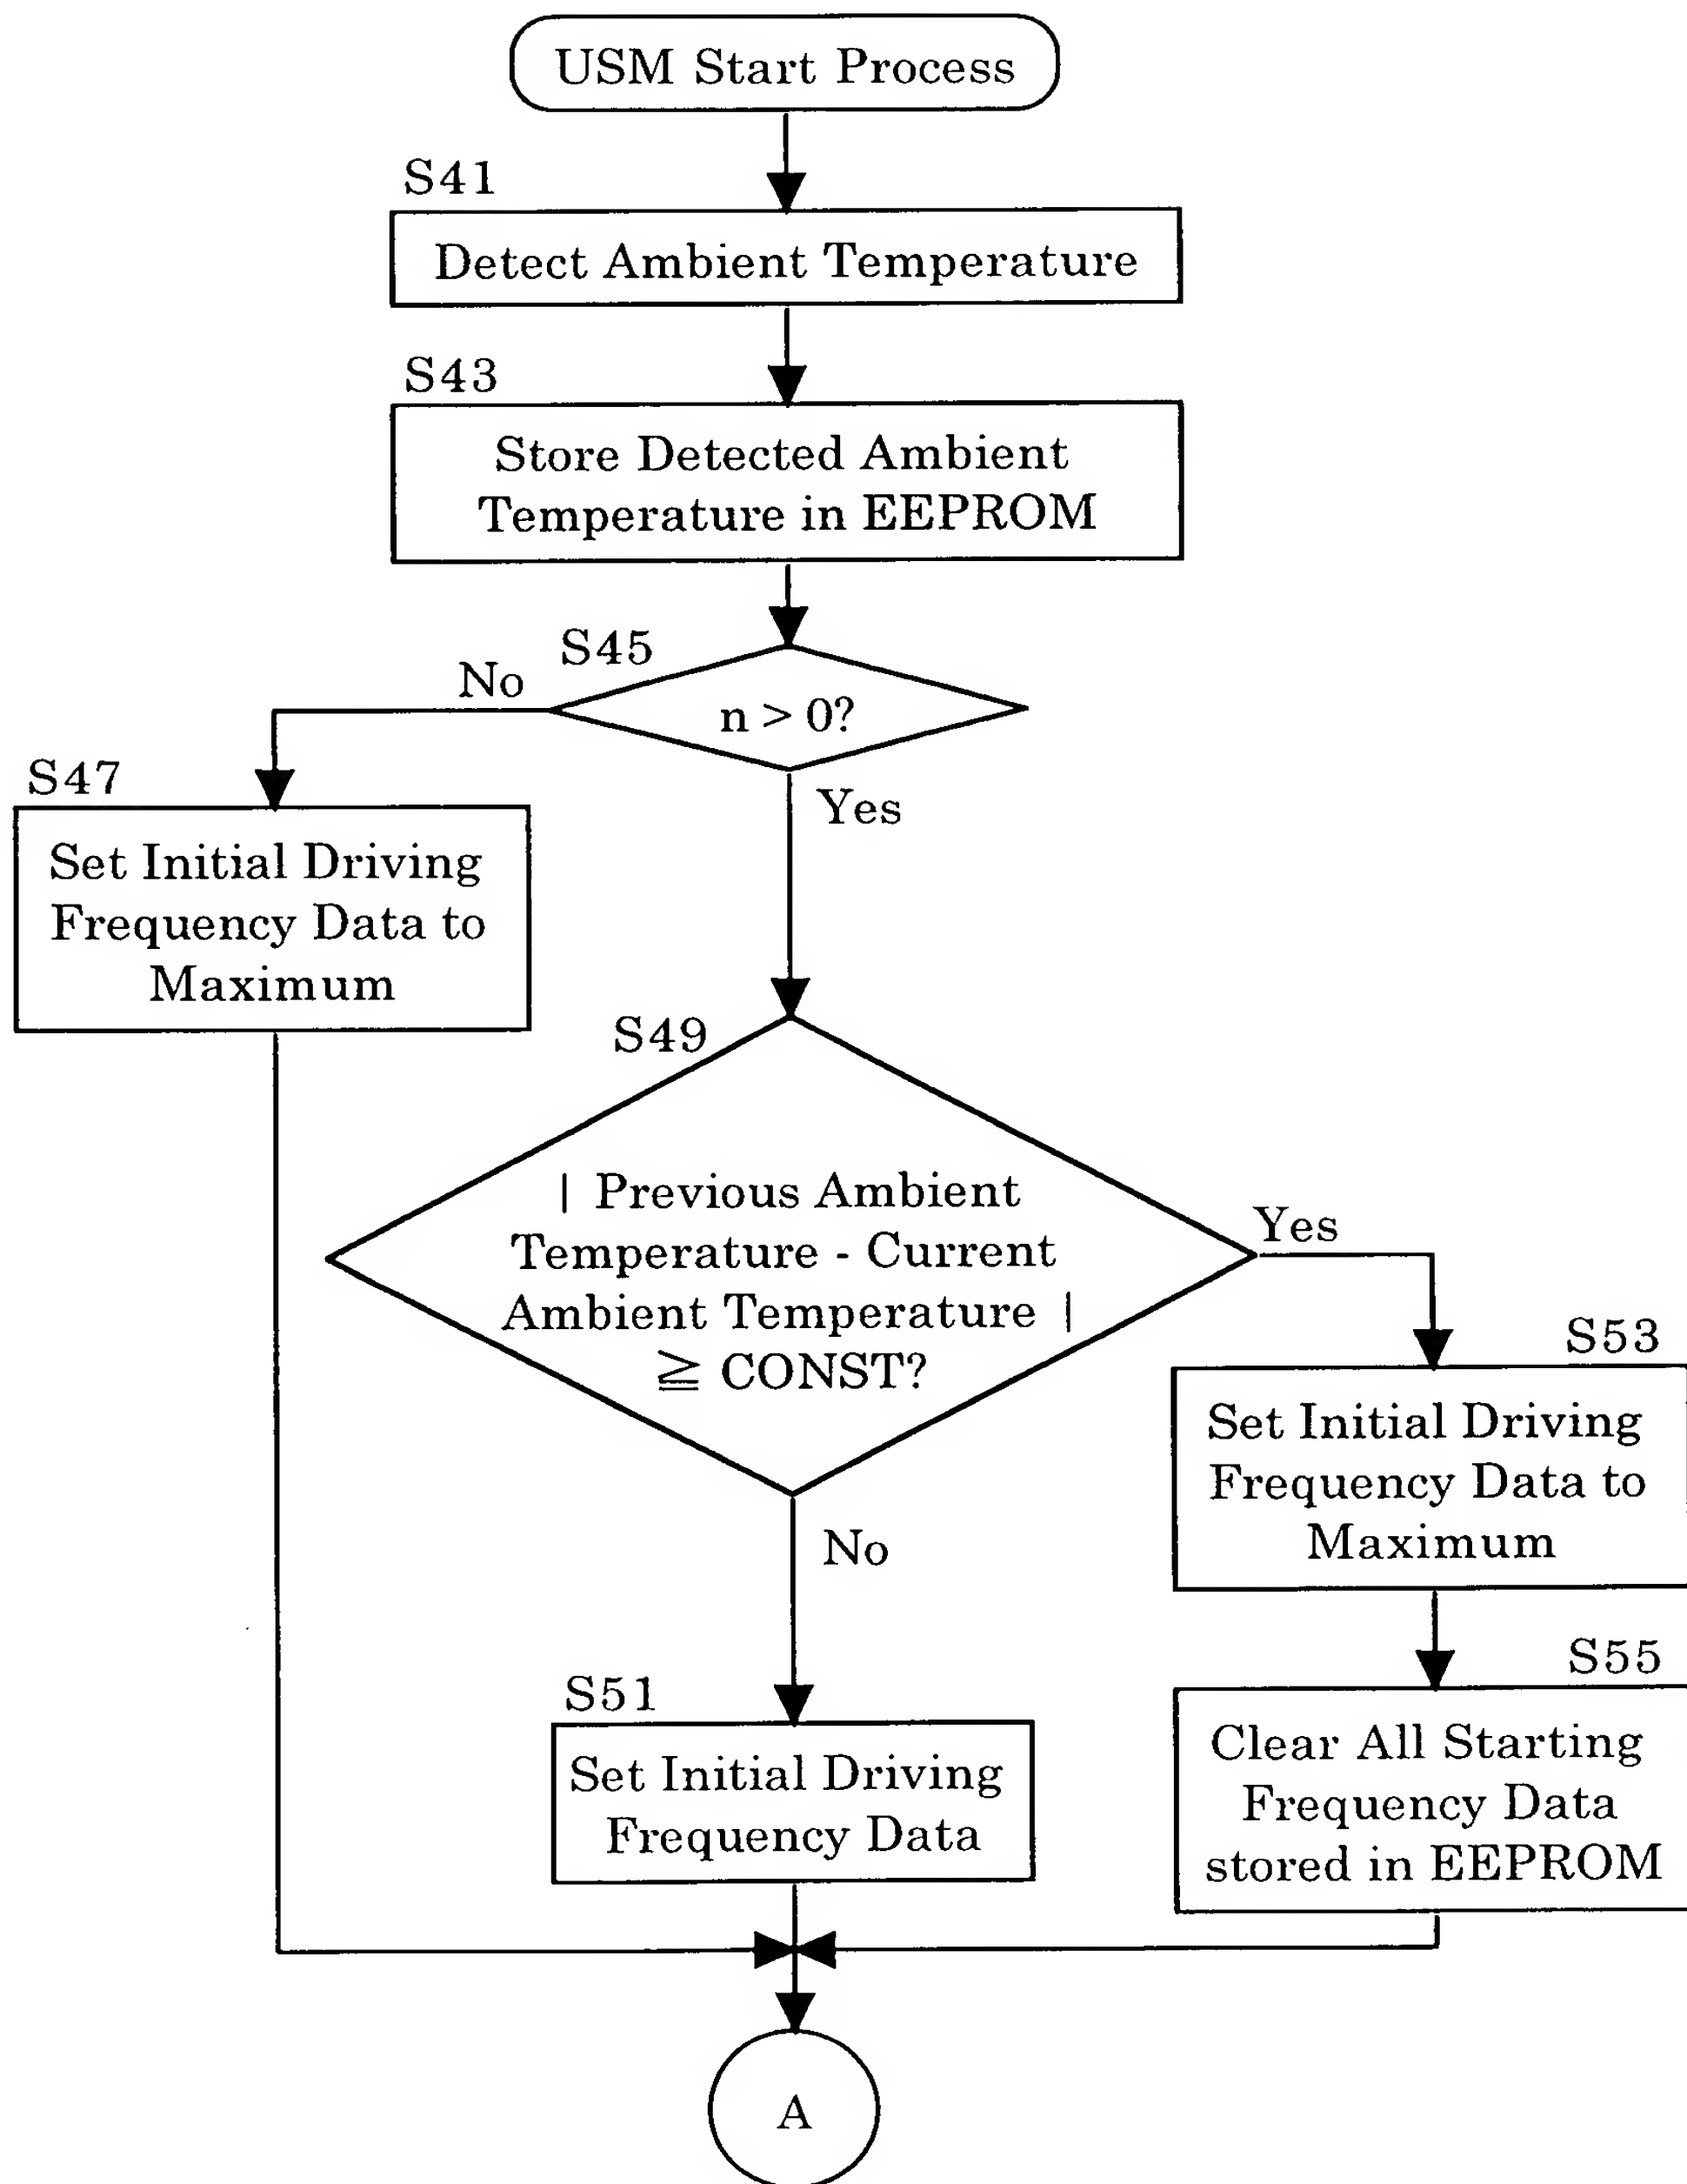 USM Start Process
S41
Detect Ambient Temperature
S43
Store Detected Ambient
Temperature in EEPROM
S45
No
n > 0?
Yes
S47
Set Initial Driving
Frequency Data to
Maximum
S49
| Previous Ambient
Temperature - Current
Ambient Temperature |
≧ CONST?
Yes
No
S53
Set Initial Driving
Frequency Data to
Maximum
S51
Set Initial Driving
Frequency Data
S55
Clear All Starting
Frequency Data
stored in EEPROM
A